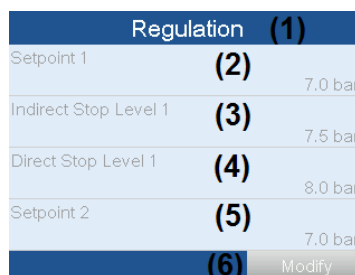 Regulation (1)
Setpoint 1 (2)
7.0 bar
Indirect Stop Level 1 (3)
7.5 bar
Direct Stop Level 1 (4)
8.0 bar
Setpoint 2 (5)
7.0 bar
(6) Modify